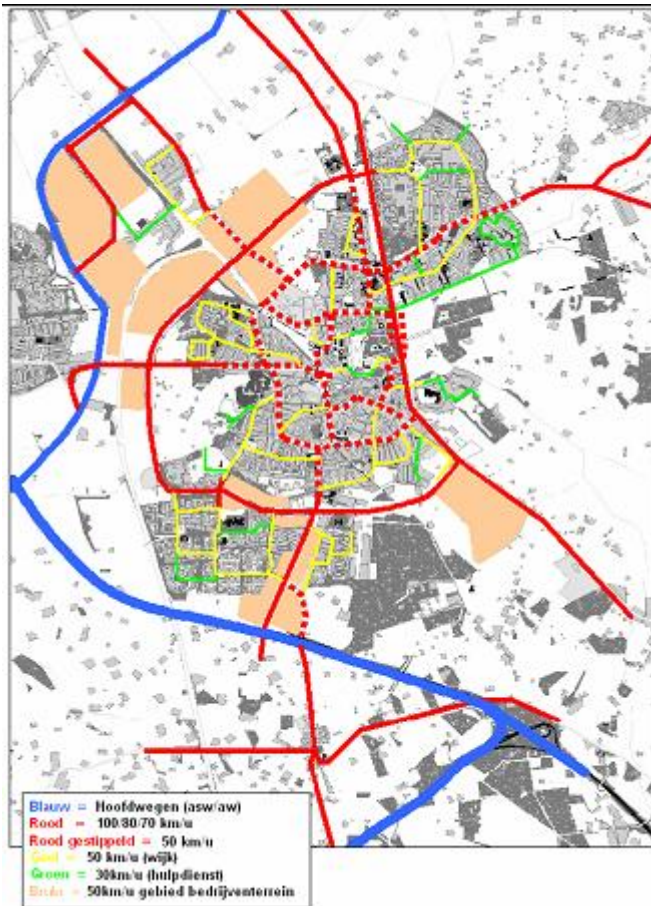 Blauw = Hoofdwegen (asw/aw)
Rood = 100/80/70 km/u
Rood gestippeld = 50 km/u
Geel = 50 km/u (wijk)
Groen = 30km/u (hulpdienst)
Bruin = 50km/u gebied bedrijventerrein